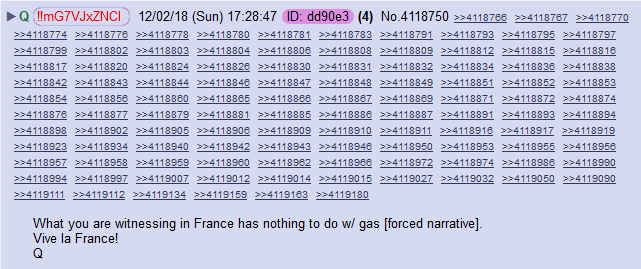 ▶ Q !!mG7VJxZNCI 12/02/18 (Sun) 17:28:47 ID: dd90e3 (4) No.4118750 >>4118766 >>4118767 >>4118770
>>4118774 >>4118776 >>4118778 >>4118780 >>4118781 >>4118783 >>4118791 >>4118793 >>4118795 >>4118797
>>4118799 >>4118802 >>4118803 >>4118804 >>4118806 >>4118808 >>4118809 >>4118812 >>4118815 >>4118816
>>4118817 >>4118820 >>4118824 >>4118826 >>4118830 >>4118831 >>4118832 >>4118834 >>4118836 >>4118838
>>4118842 >>4118843 >>4118844 >>4118846 >>4118847 >>4118848 >>4118849 >>4118851 >>4118852 >>4118853
>>4118854 >>4118856 >>4118860 >>4118865 >>4118866 >>4118867 >>4118869 >>4118871 >>4118872 >>4118874
>>4118876 >>4118877 >>4118879 >>4118881 >>4118885 >>4118886 >>4118887 >>4118891 >>4118893 >>4118894
>>4118898 >>4118902 >>4118905 >>4118906 >>4118909 >>4118910 >>4118911 >>4118916 >>4118917 >>4118919
>>4118923 >>4118934 >>4118940 >>4118942 >>4118943 >>4118946 >>4118950 >>4118953 >>4118955 >>4118956
>>4118957 >>4118958 >>4118959 >>4118960 >>4118962 >>4118966 >>4118972 >>4118974 >>4118986 >>4118990
>>4118994 >>4118997 >>4119007 >>4119012 >>4119014 >>4119015 >>4119027 >>4119032 >>4119050 >>4119090
>>4119111 >>4119112 >>4119134 >>4119159 >>4119163 >>4119180
What you are witnessing in France has nothing to do w/ gas [forced narrative].
Vive la France!
Q